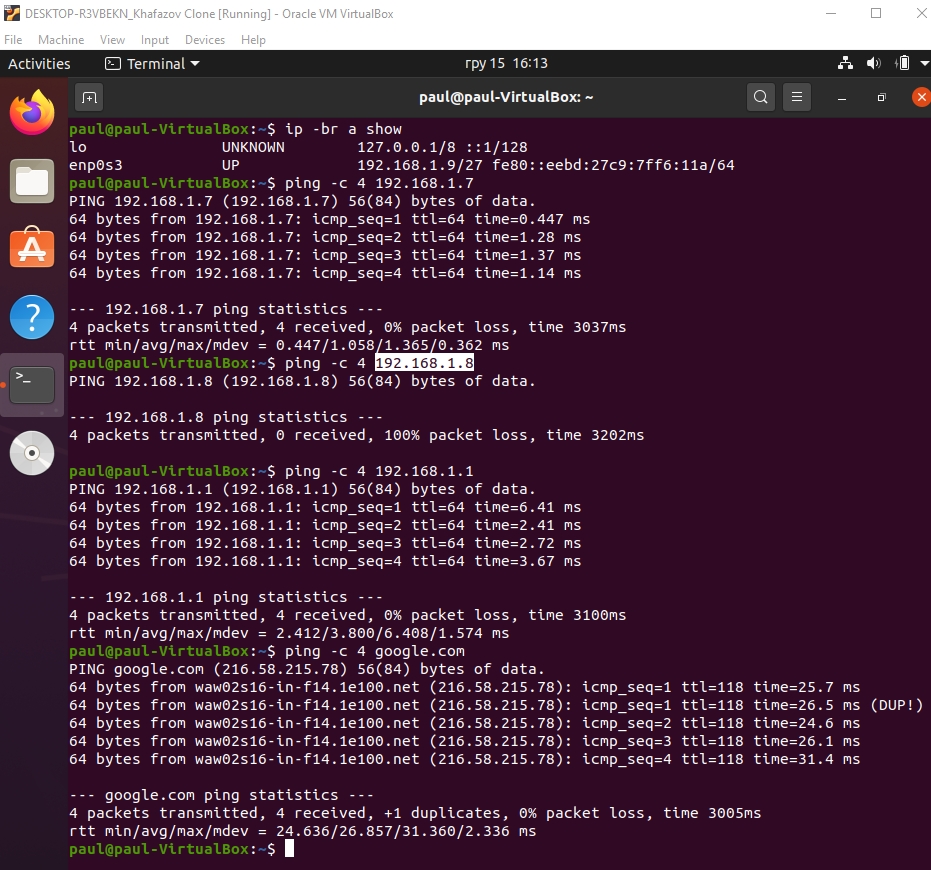 DESKTOP-R3VBEKN_Khafazov Clone [Running] - Oracle VM VirtualBox
File Machine View Input Devices Help
Activities Terminal гру 15 16:13
paul@paul-VirtualBox: ~
paul@paul-VirtualBox:~$ ip -br a show
lo UNKNOWN 127.0.0.1/8 ::1/128
enp0s3 UP 192.168.1.9/27 fe80::eebd:27c9:7ff6:11a/64
paul@paul-VirtualBox:~$ ping -c 4 192.168.1.7
PING 192.168.1.7 (192.168.1.7) 56(84) bytes of data.
64 bytes from 192.168.1.7: icmp_seq=1 ttl=64 time=0.447 ms
64 bytes from 192.168.1.7: icmp_seq=2 ttl=64 time=1.28 ms
64 bytes from 192.168.1.7: icmp_seq=3 ttl=64 time=1.37 ms
64 bytes from 192.168.1.7: icmp_seq=4 ttl=64 time=1.14 ms
--- 192.168.1.7 ping statistics ---
4 packets transmitted, 4 received, 0% packet loss, time 3037ms
rtt min/avg/max/mdev = 0.447/1.058/1.365/0.362 ms
paul@paul-VirtualBox:~$ ping -c 4 192.168.1.8
PING 192.168.1.8 (192.168.1.8) 56(84) bytes of data.
--- 192.168.1.8 ping statistics ---
4 packets transmitted, 0 received, 100% packet loss, time 3202ms
paul@paul-VirtualBox:~$ ping -c 4 192.168.1.1
PING 192.168.1.1 (192.168.1.1) 56(84) bytes of data.
64 bytes from 192.168.1.1: icmp_seq=1 ttl=64 time=6.41 ms
64 bytes from 192.168.1.1: icmp_seq=2 ttl=64 time=2.41 ms
64 bytes from 192.168.1.1: icmp_seq=3 ttl=64 time=2.72 ms
64 bytes from 192.168.1.1: icmp_seq=4 ttl=64 time=3.67 ms
--- 192.168.1.1 ping statistics ---
4 packets transmitted, 4 received, 0% packet loss, time 3100ms
rtt min/avg/max/mdev = 2.412/3.800/6.408/1.574 ms
paul@paul-VirtualBox:~$ ping -c 4 google.com
PING google.com (216.58.215.78) 56(84) bytes of data.
64 bytes from waw02s16-in-f14.1e100.net (216.58.215.78): icmp_seq=1 ttl=118 time=25.7 ms
64 bytes from waw02s16-in-f14.1e100.net (216.58.215.78): icmp_seq=1 ttl=118 time=26.5 ms (DUP!)
64 bytes from waw02s16-in-f14.1e100.net (216.58.215.78): icmp_seq=2 ttl=118 time=24.6 ms
64 bytes from waw02s16-in-f14.1e100.net (216.58.215.78): icmp_seq=3 ttl=118 time=26.1 ms
64 bytes from waw02s16-in-f14.1e100.net (216.58.215.78): icmp_seq=4 ttl=118 time=31.4 ms
--- google.com ping statistics ---
4 packets transmitted, 4 received, +1 duplicates, 0% packet loss, time 3005ms
rtt min/avg/max/mdev = 24.636/26.857/31.360/2.336 ms
paul@paul-VirtualBox:~$